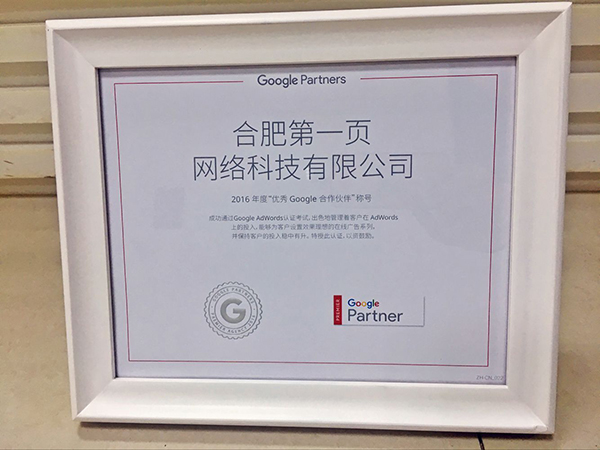 Google Partners
合肥第一页
网络科技有限公司
2016 年度“优秀 Google 合作伙伴”称号
成功通过Google AdWords认证考试, 出色地管理着客户在 AdWords
上的投入, 能够为客户设置效果理想的在线广告系列,
并保持客户的投入稳中有升。特授此认证, 以资鼓励。
GOOGLE PARTNERS
G
PREMIER AGENCY
PREMIER
Google
Partner